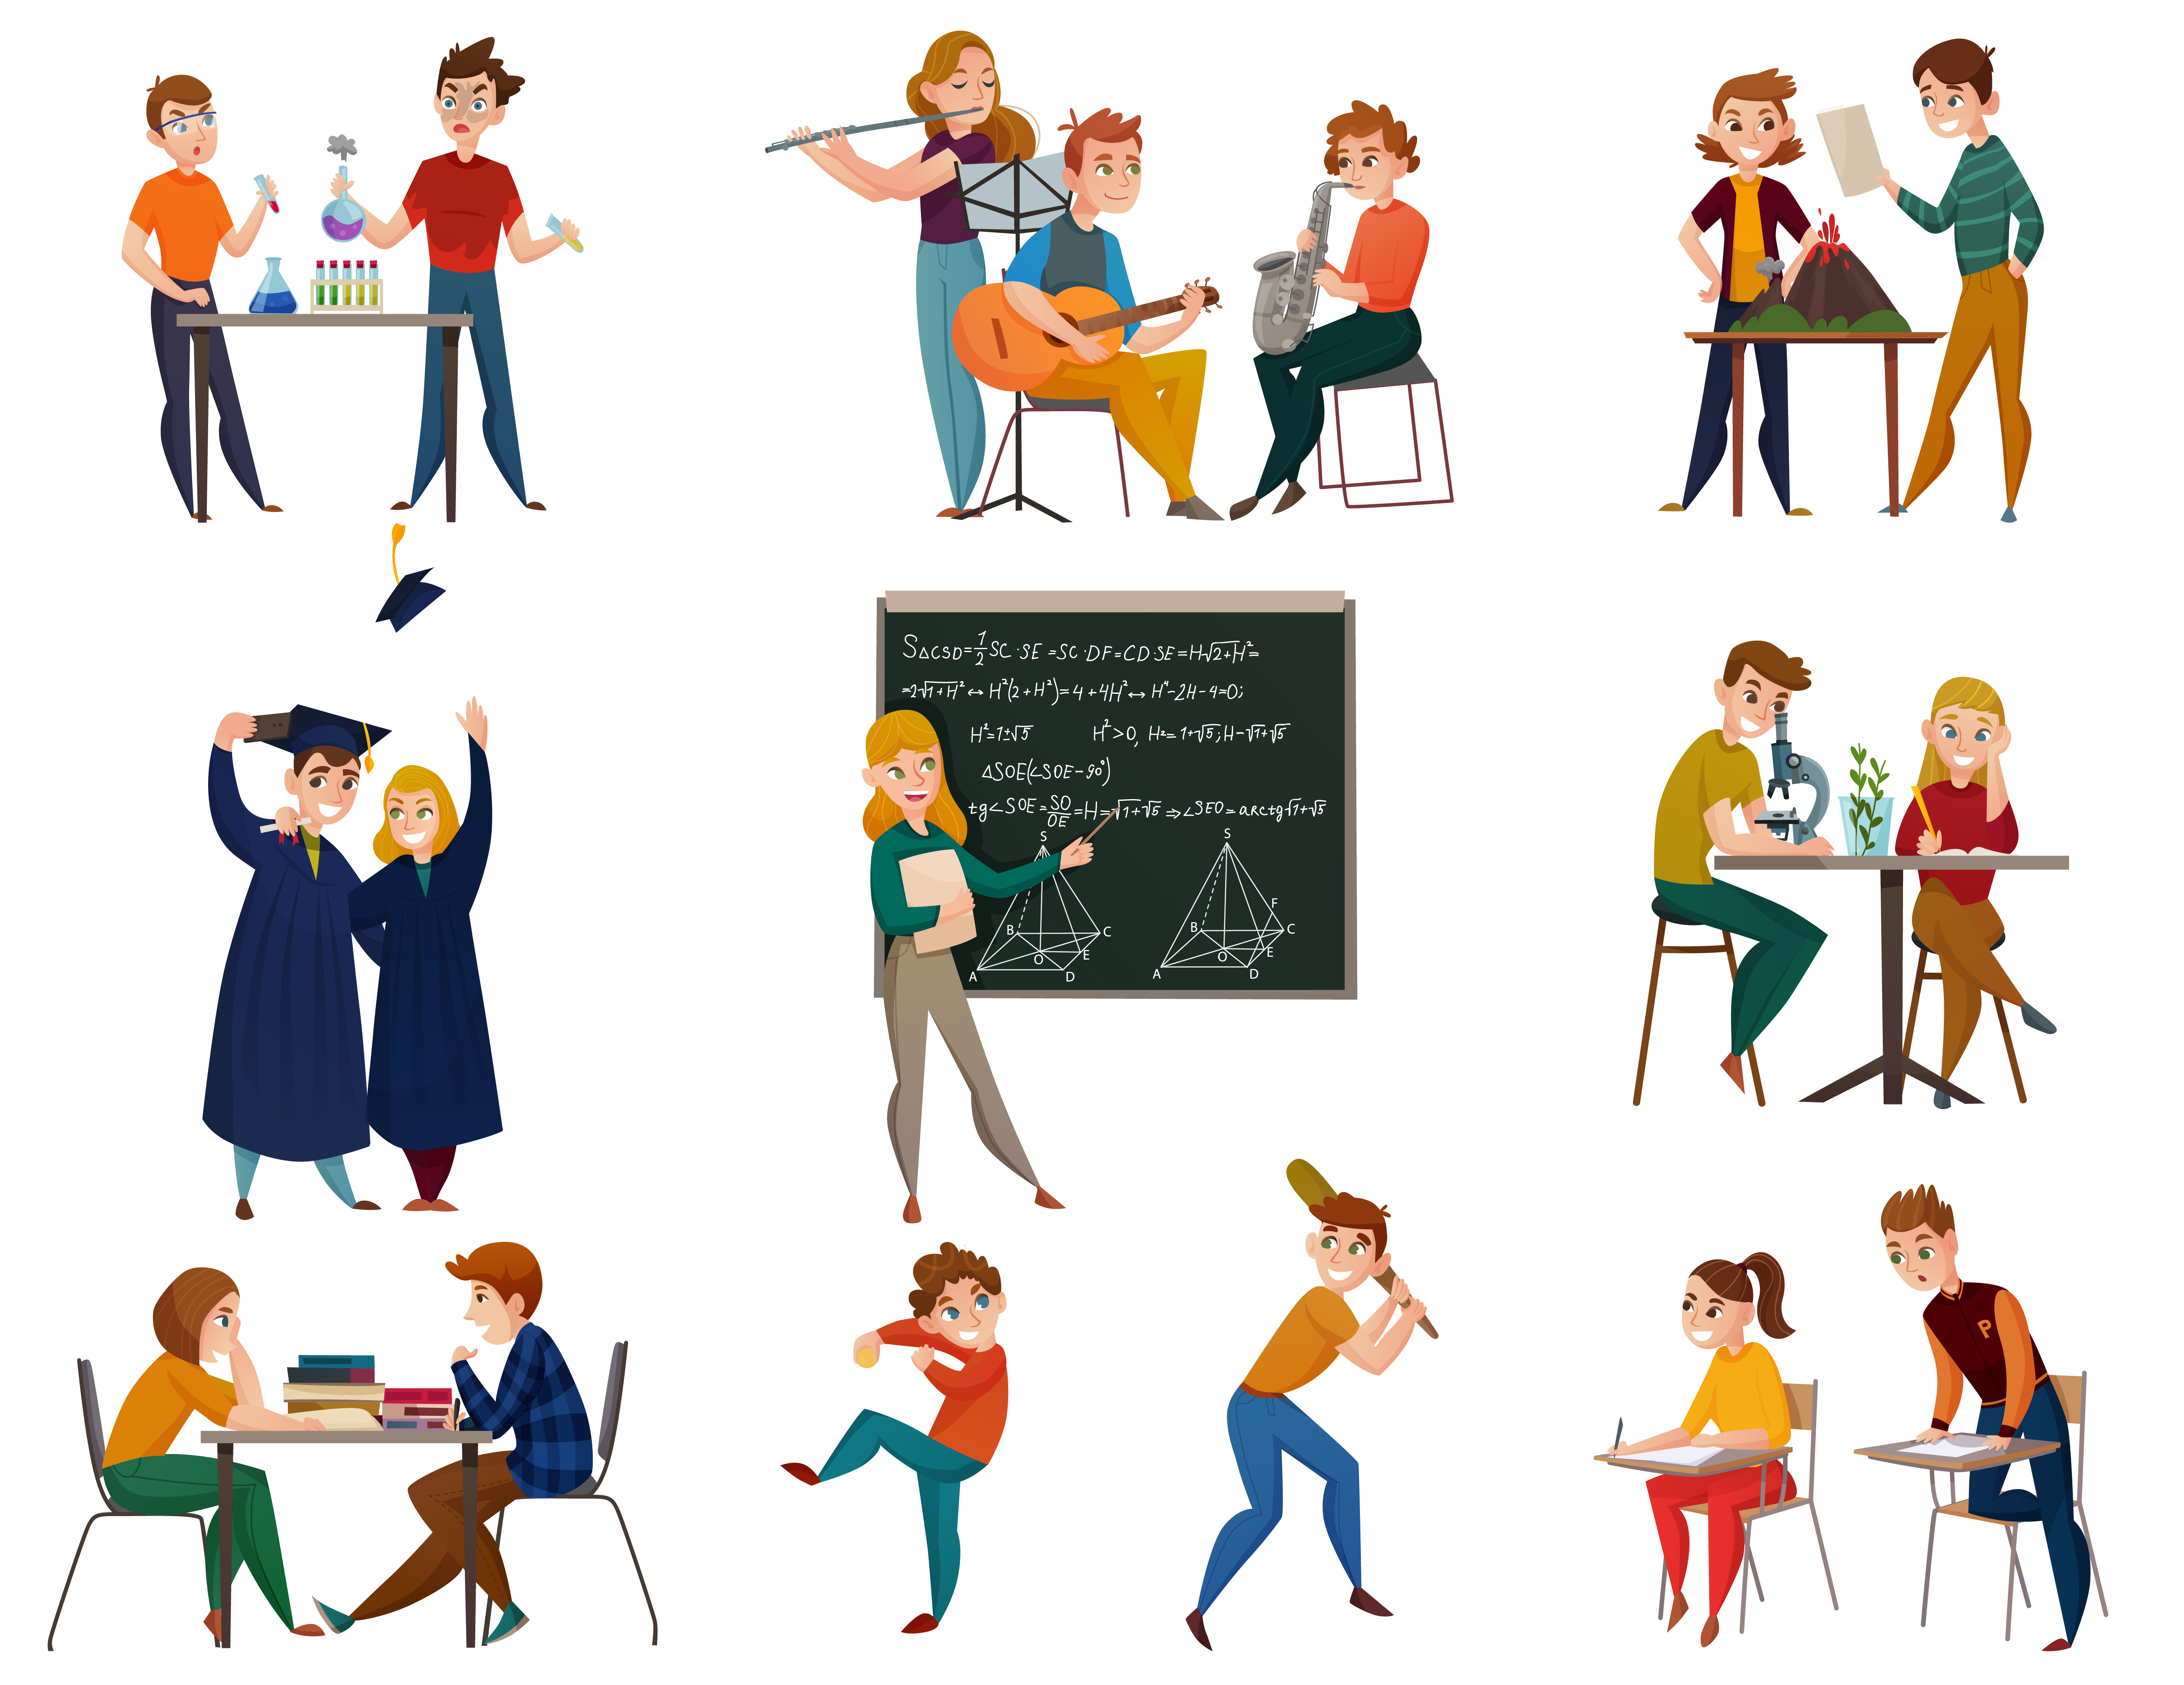 S△CSD=1/2 SC·SE=SC·DF=CD·SE=H√2+H²=
=2√1+H² ↔ H²(2+H²)=4+4H² ↔ H⁴-2H-4=0;
H²=1±√5 H²>0, H²=1+√5; H-√1+√5
△SOE(∠SOE-90°)
tg∠SOE=SO/OE=H=√1+√5 ⇒ ∠SEO=arctg√1+√5
S
B
C
O
E
A
D
S
F
B
C
O
E
A
D
P